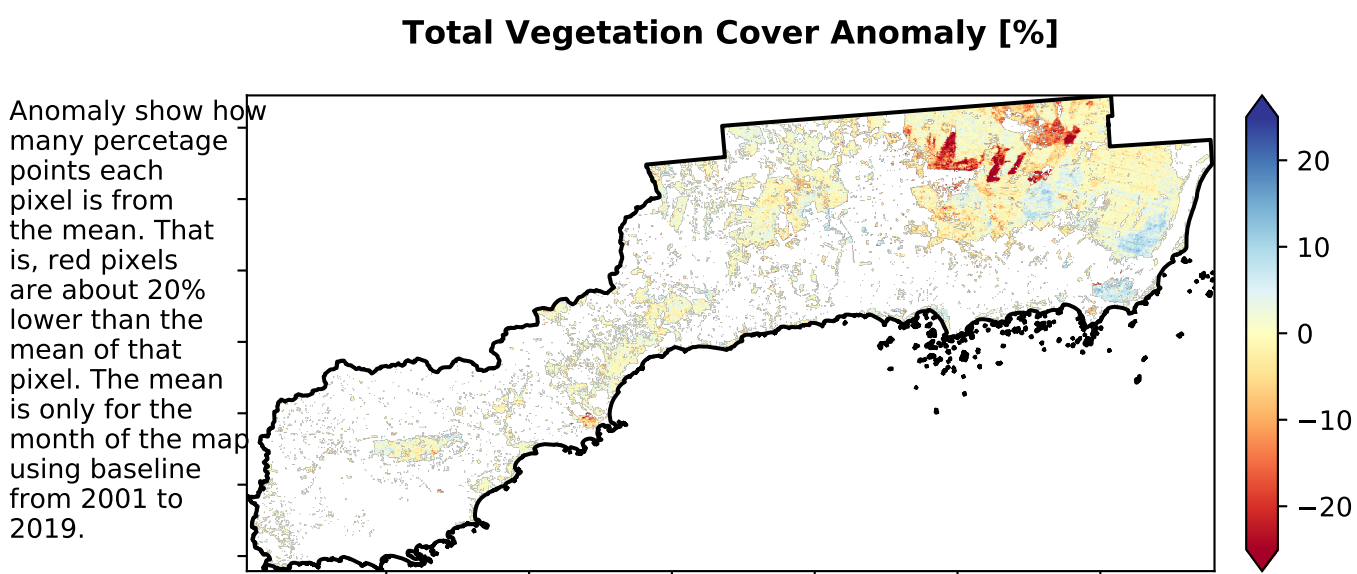 Total Vegetation Cover Anomaly [%]
Anomaly show how
many percetage
points each
pixel is from
the mean. That
is, red pixels
are about 20%
lower than the
mean of that
pixel. The mean
is only for the
month of the map
using baseline
from 2001 to
2019.
20
10
0
−10
−20